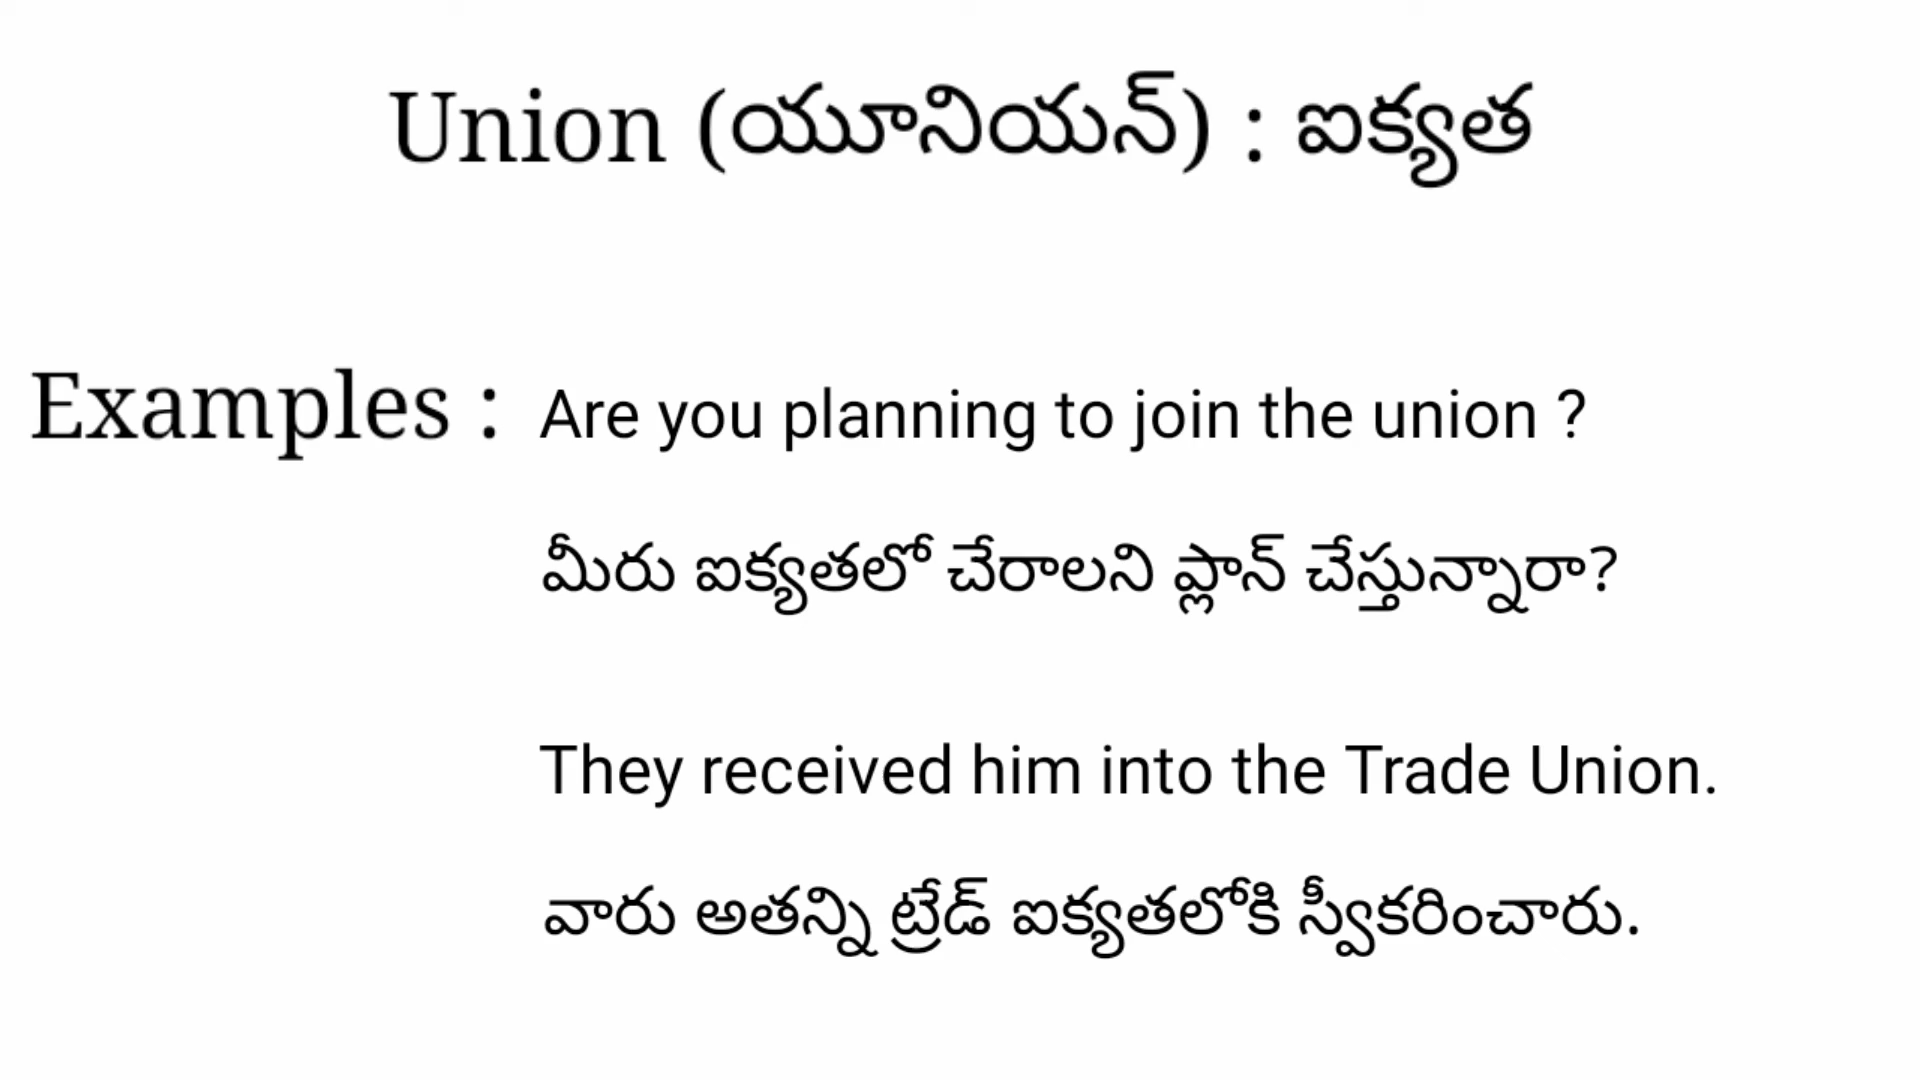 Union (యూనియన్) : ఐక్యత
Examples : Are you planning to join the union ?
మీరు ఐక్యతలో చేరాలని ప్లాన్ చేస్తున్నారా?
They received him into the Trade Union.
వారు అతన్ని ట్రేడ్ ఐక్యతలోకి స్వీకరించారు.